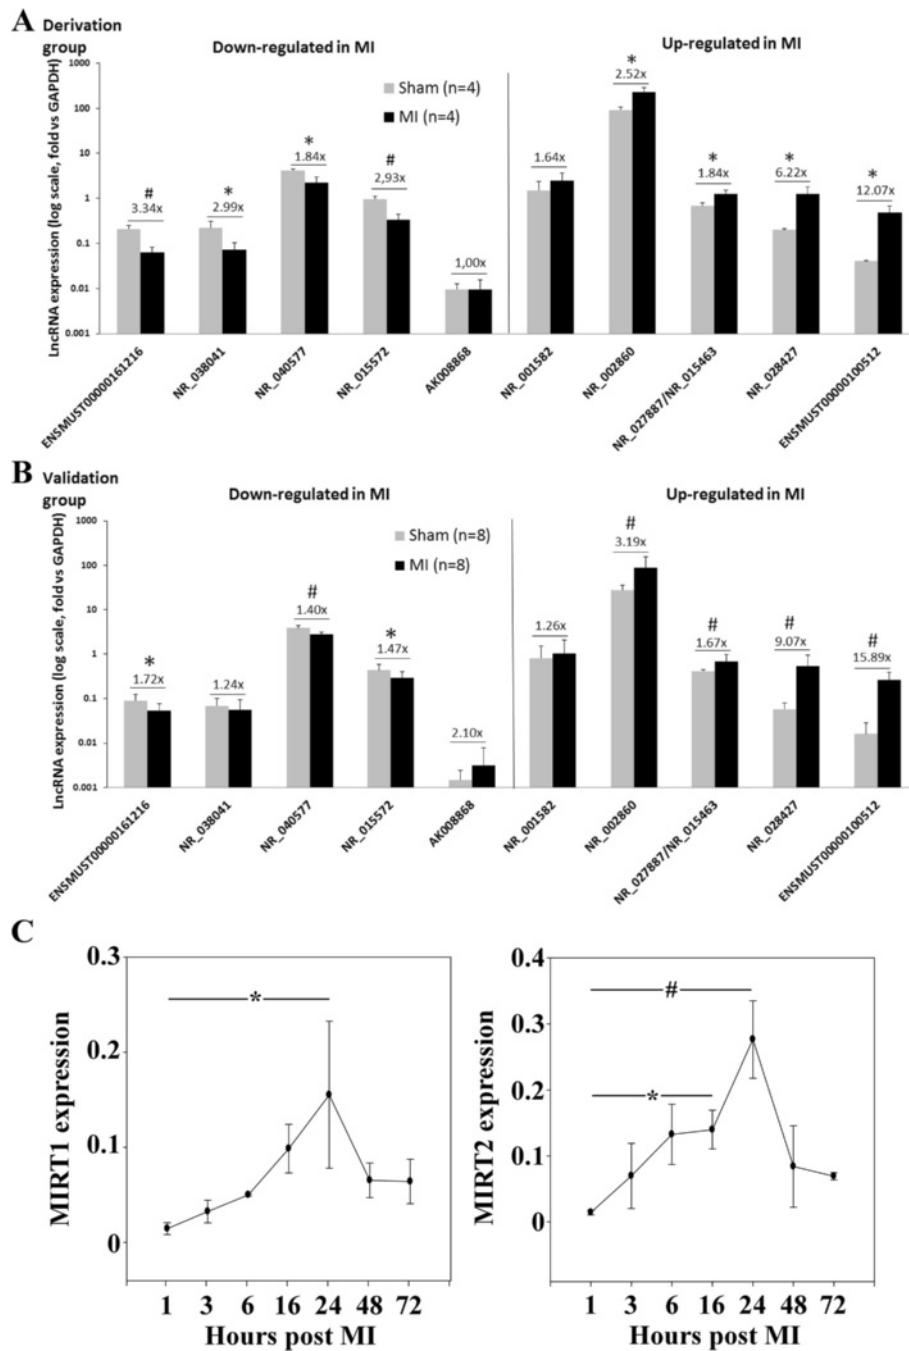 A
Derivation
group
Down-regulated in MI
Up-regulated in MI
LncRNA expression (log scale, fold vs GAPDH)
1000
100
10
1
0.1
0.01
0.001
Sham (n=4)
MI (n=4)
#
3.34x
*
2.99x
*
1.84x
#
2,93x
1,00x
1.64x
*
2.52x
*
1.84x
*
6.22x
*
12.07x
ENSMUST00000161216
NR_038041
NR_040577
NR_015572
AK008868
NR_001582
NR_002860
NR_027887/NR_015463
NR_028427
ENSMUST00000100512
B
Validation
group
Down-regulated in MI
Up-regulated in MI
LncRNA expression (log scale, fold vs GAPDH)
1000
100
10
1
0.1
0.01
0.001
Sham (n=8)
MI (n=8)
*
1.72x
1.24x
#
1.40x
*
1.47x
2.10x
1.26x
#
3.19x
#
1.67x
#
9.07x
#
15.89x
ENSMUST00000161216
NR_038041
NR_040577
NR_015572
AK008868
NR_001582
NR_002860
NR_027887/NR_015463
NR_028427
ENSMUST00000100512
C
MIRT1 expression
0.3
0.2
0.1
0
*
1 3 6 16 24 48 72
Hours post MI
MIRT2 expression
0.4
0.3
0.2
0.1
0
#
*
1 3 6 16 24 48 72
Hours post MI